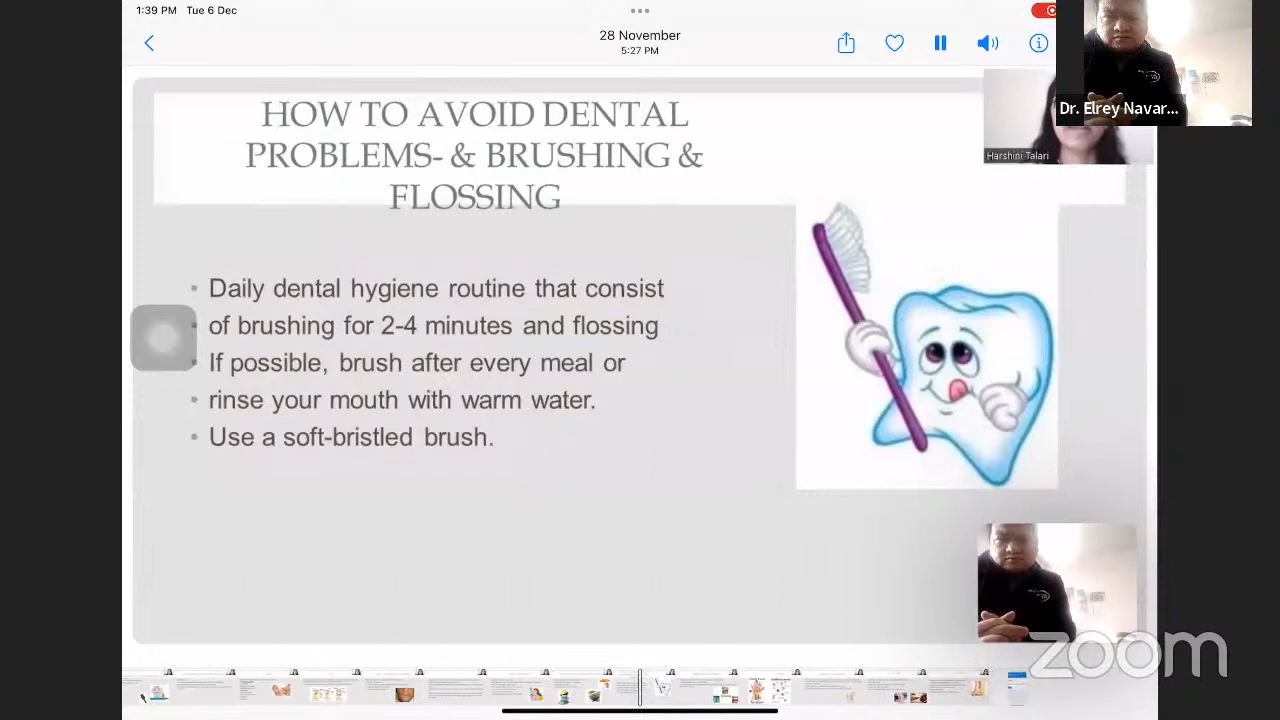 1:39 PM Tue 6 Dec
28 November
5:27 PM
HOW TO AVOID DENTAL
PROBLEMS- & BRUSHING &
FLOSSING
Dr. Elrey Navar...
Harshini Talari
Daily dental hygiene routine that consist
of brushing for 2-4 minutes and flossing
If possible, brush after every meal or
rinse your mouth with warm water.
Use a soft-bristled brush.
zoom